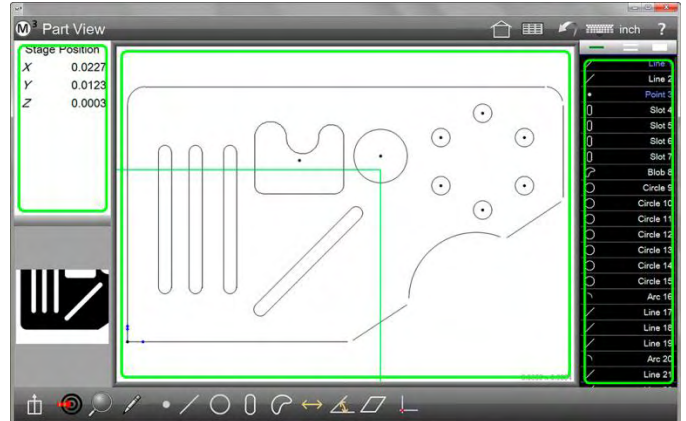 M³ Part View
inch ?
Stage Position
X 0.0227
Y 0.0123
Z 0.0003
Line
Line 2
Point 3
Slot 4
Slot 5
Slot 6
Slot 7
Blob 8
Circle 9
Circle 10
Circle 11
Circle 12
Circle 13
Circle 14
Circle 15
Arc 16
Line 17
Line 18
Line 19
Arc 20
Line 21